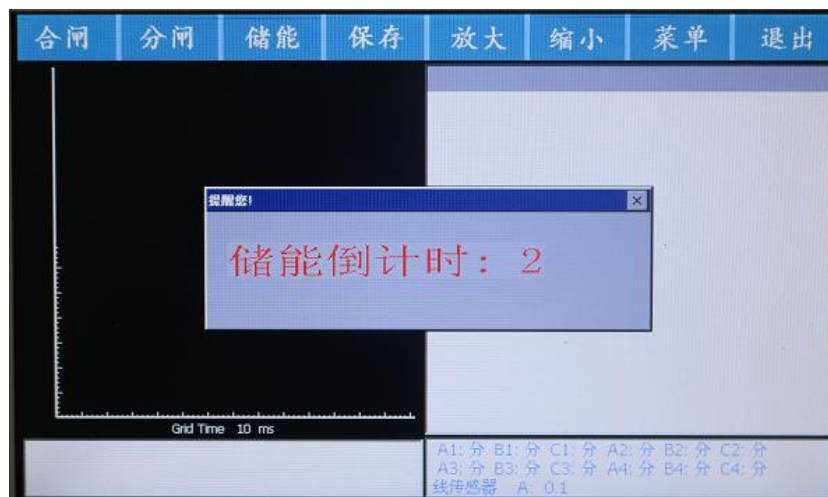 合闸 分闸 储能 保存 放大 缩小 菜单 退出
提醒您!
储能倒计时: 2
Grid Time 10 ms
A1: 分 B1: 分 C1: 分 A2: 分 B2: 分 C2: 分
A3: 分 B3: 分 C3: 分 A4: 分 B4: 分 C4: 分
线传感器 A: 0.1